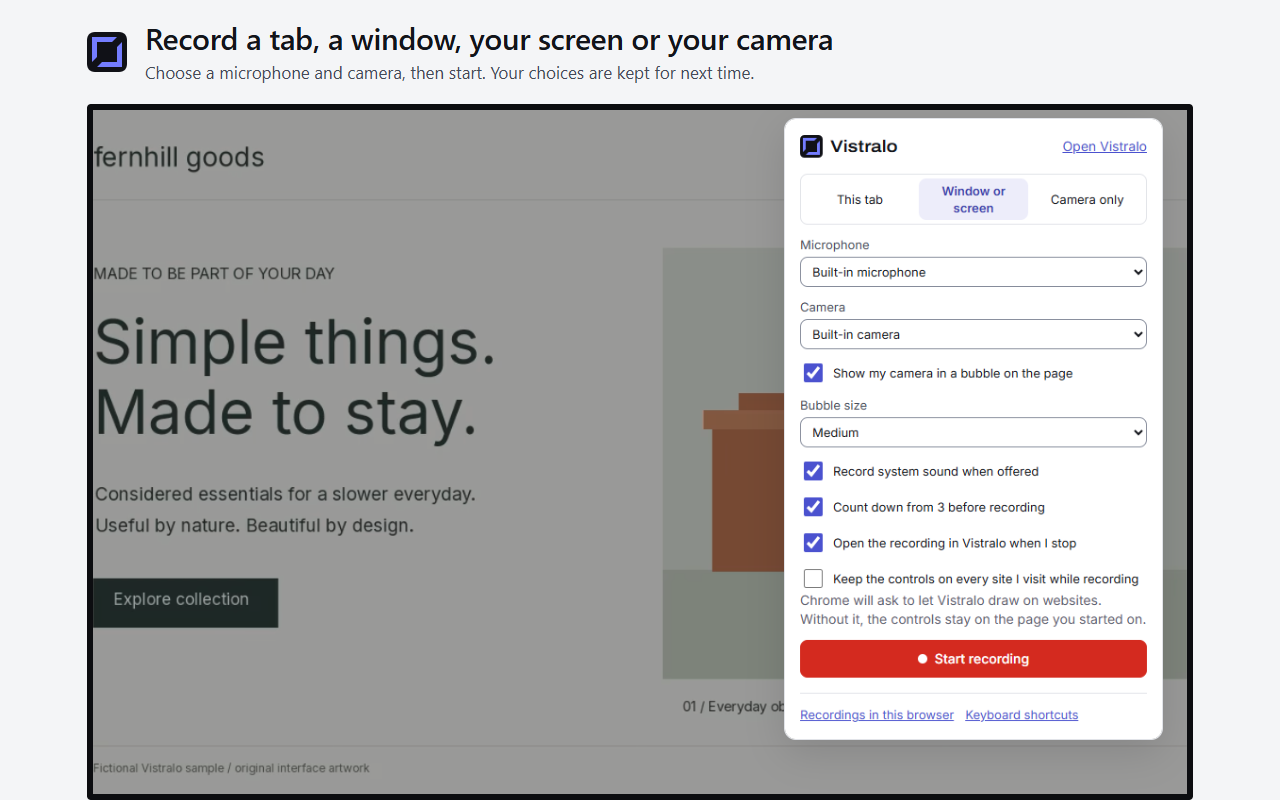 Record a tab, a window, your screen or your camera
Choose a microphone and camera, then start. Your choices are kept for next time.
fernhill goods
MADE TO BE PART OF YOUR DAY
Simple things.
Made to stay.
Considered essentials for a slower everyday.
Useful by nature. Beautiful by design.
Explore collection
01 / Everyday ob
Fictional Vistralo sample / original interface artwork
Vistralo
Open Vistralo
This tab
Window or
screen
Camera only
Microphone
Built-in microphone
Camera
Built-in camera
Show my camera in a bubble on the page
Bubble size
Medium
Record system sound when offered
Count down from 3 before recording
Open the recording in Vistralo when I stop
Keep the controls on every site I visit while recording
Chrome will ask to let Vistralo draw on websites.
Without it, the controls stay on the page you started on.
Start recording
Recordings in this browser
Keyboard shortcuts